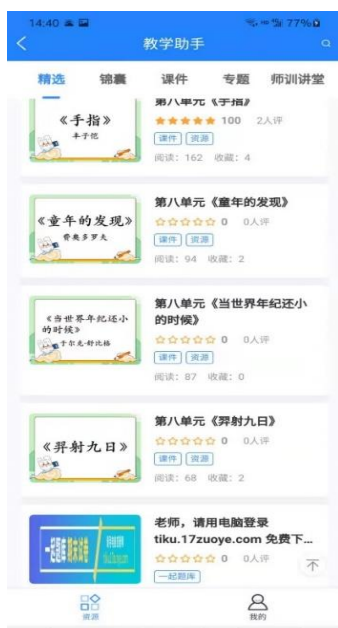 14:40
77%
教学助手
精选 锦囊 课件 专题 师训讲堂
《手指》
丰子恺
第八单元《手指》
100 2人评
课件 资源
阅读: 162 收藏: 4
《童年的发现》
费奥多罗夫
第八单元《童年的发现》
0 0人评
课件 资源
阅读: 94 收藏: 2
《当世界年纪还小
的时候》
于尔克·舒比格
第八单元《当世界年纪还小
的时候》
0 0人评
课件 资源
阅读: 87 收藏: 0
《羿射九日》
第八单元《羿射九日》
0 0人评
课件 资源
阅读: 68 收藏: 2
一起题库 期末试卷
老师，请用电脑登录
tiku.17zuoye.com 免费下...
0 0人评
一起题库
资源 我的